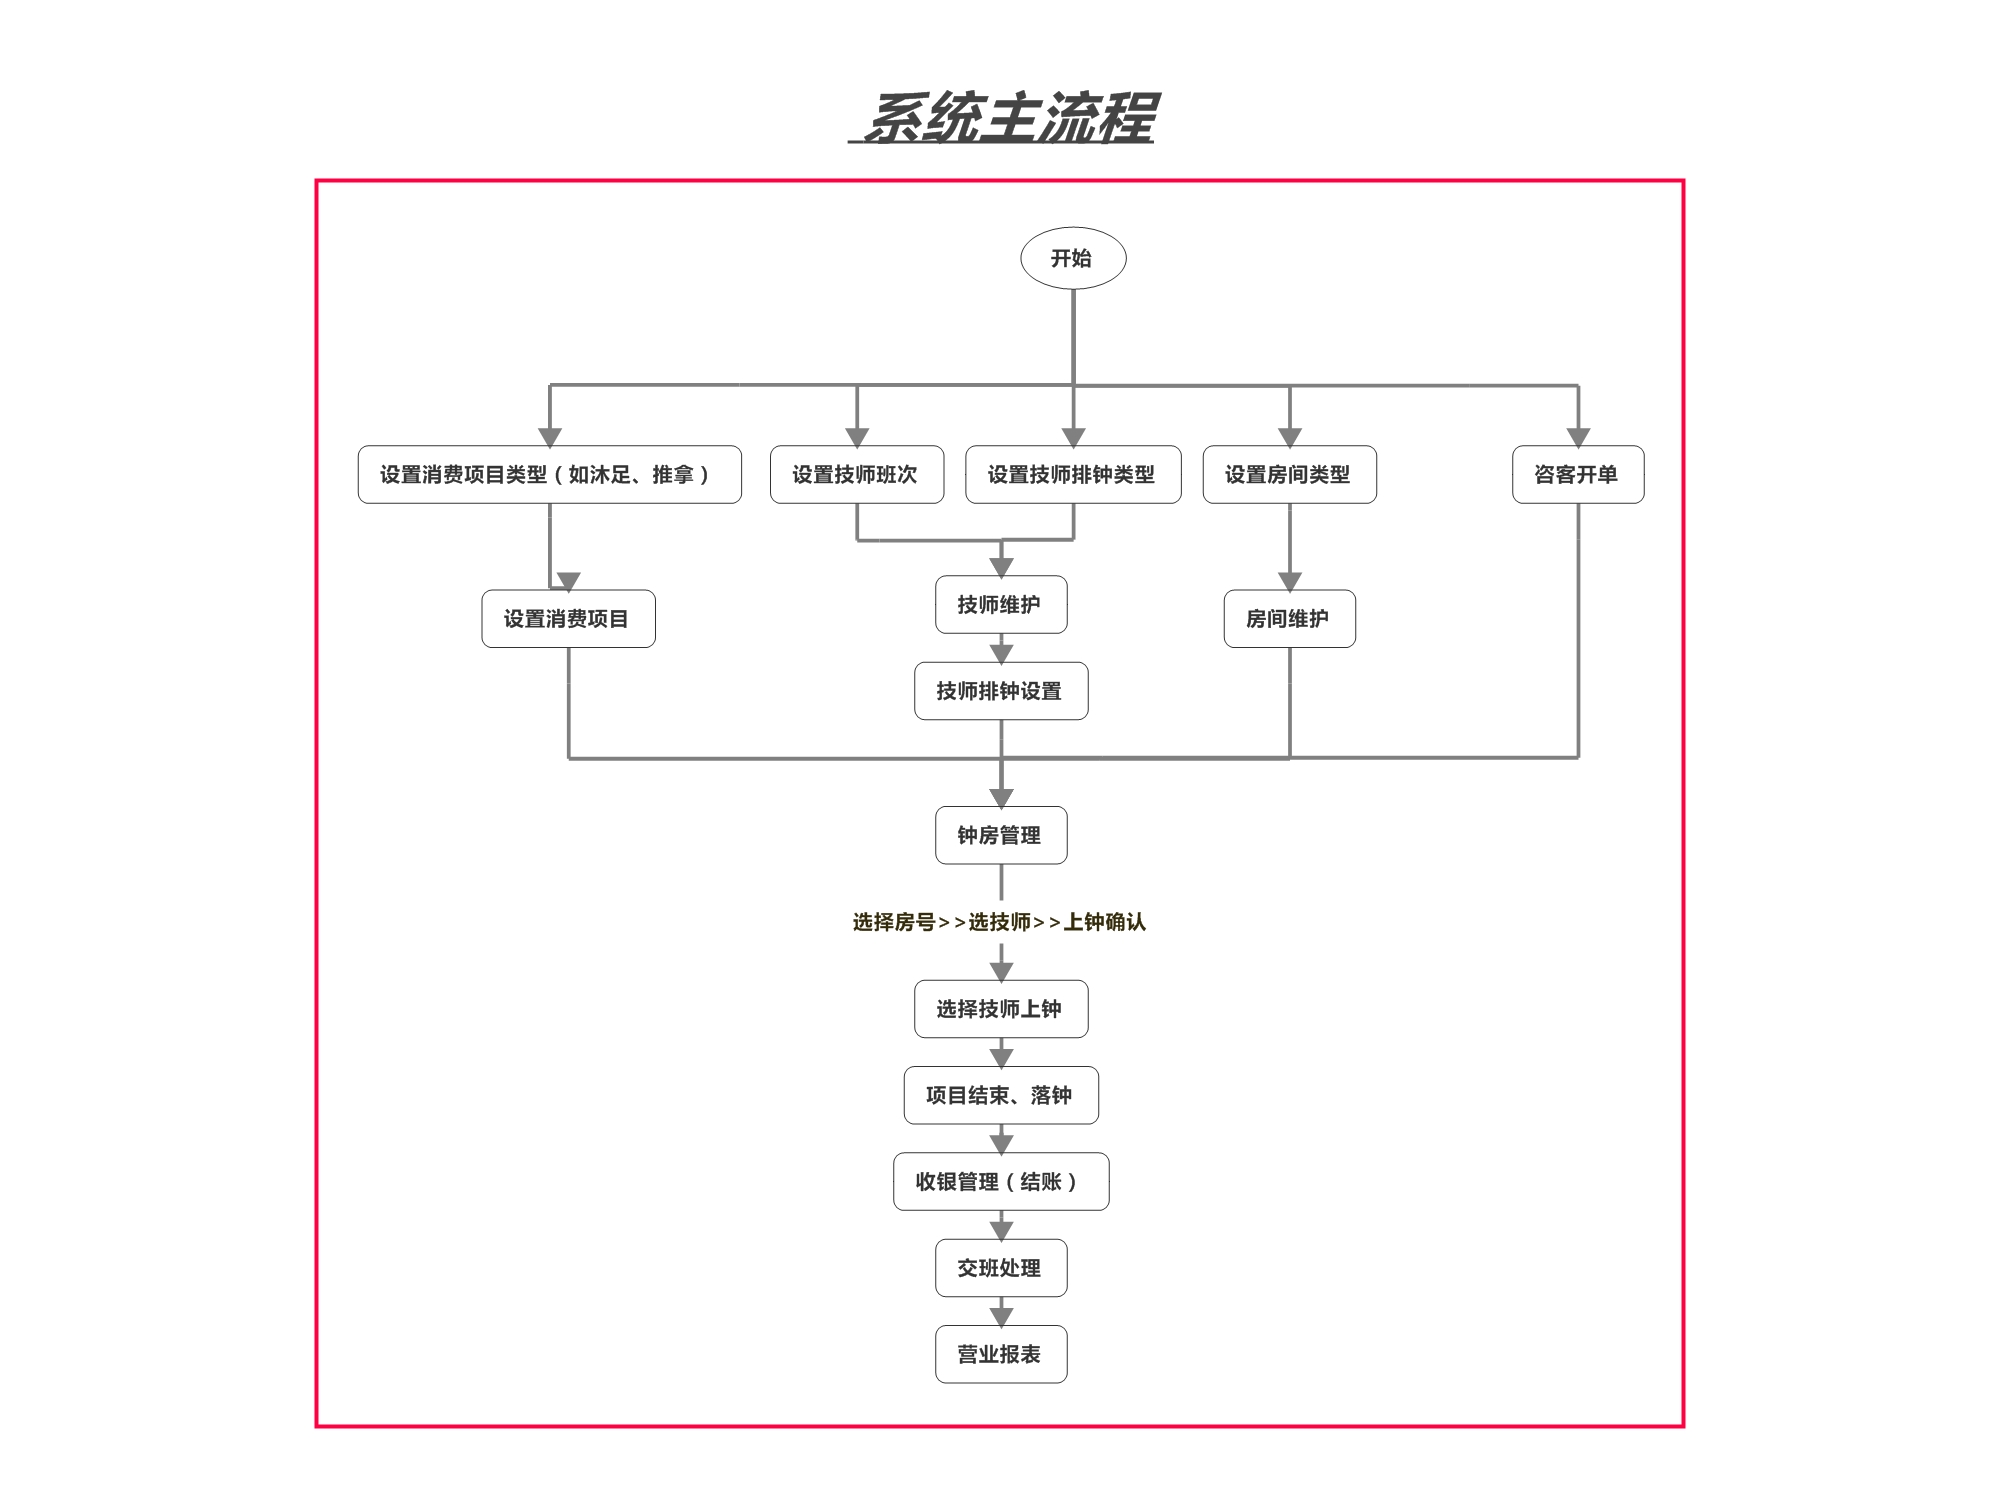 系统主流程
开始
设置消费项目类型（如沐足、推拿）
设置技师班次
设置技师排钟类型
设置房间类型
咨客开单
设置消费项目
技师维护
房间维护
技师排钟设置
钟房管理
选择房号>>选技师>>上钟确认
选择技师上钟
项目结束、落钟
收银管理（结账）
交班处理
营业报表